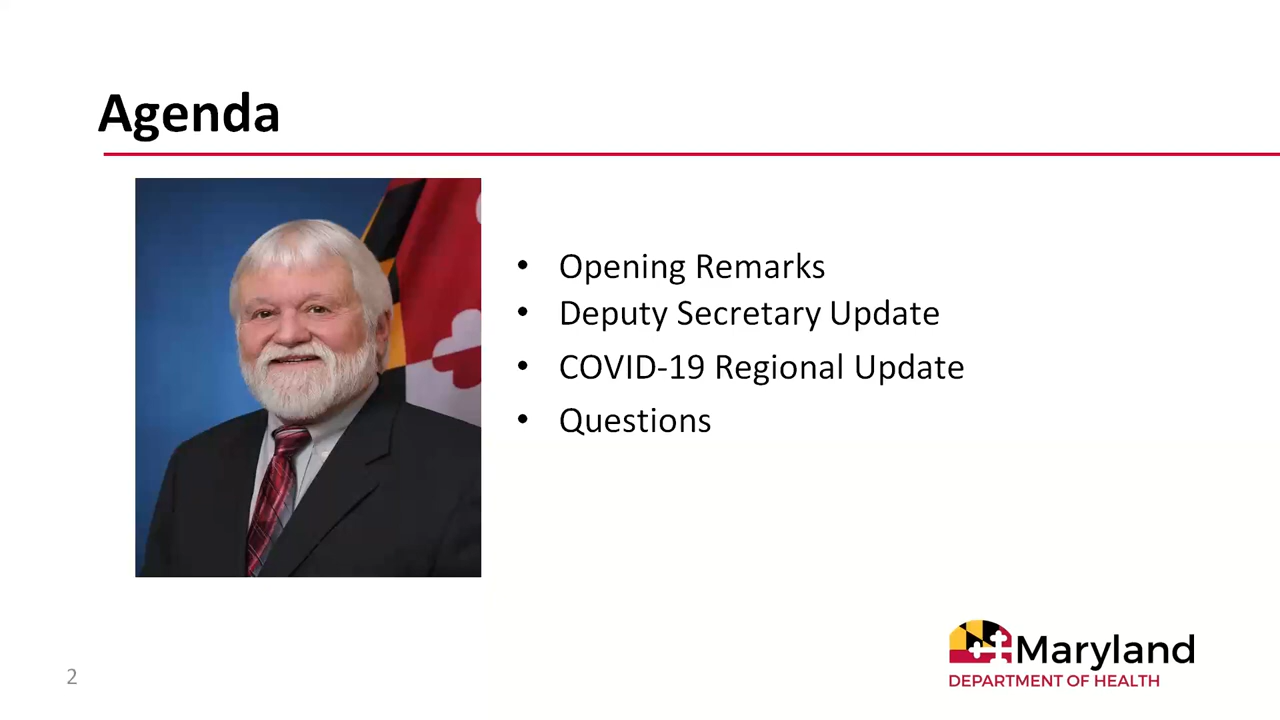 Agenda
• Opening Remarks
• Deputy Secretary Update
• COVID-19 Regional Update
• Questions
Maryland
DEPARTMENT OF HEALTH
2